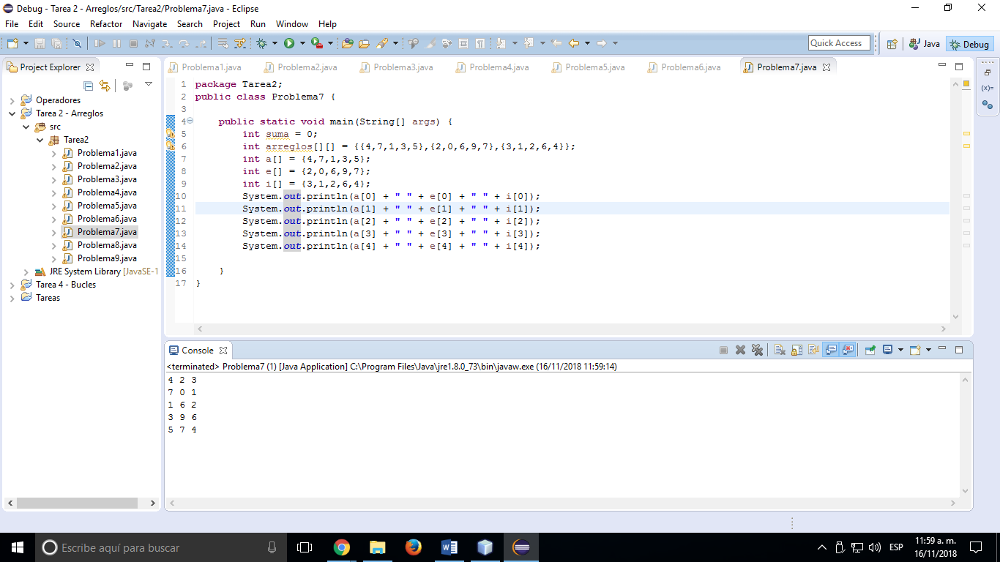 Debug - Tarea 2 - Arreglos/src/Tarea2/Problema7.java - Eclipse
File Edit Source Refactor Navigate Search Project Run Window Help
Quick Access
Java
Debug
Project Explorer
Operadores
Tarea 2 - Arreglos
src
Tarea2
Problema1.java
Problema2.java
Problema3.java
Problema4.java
Problema5.java
Problema6.java
Problema7.java
Problema8.java
Problema9.java
JRE System Library [JavaSE-1
Tarea 4 - Bucles
Tareas
Problema1.java Problema2.java Problema3.java Problema4.java Problema5.java Problema6.java Problema7.java
1 package Tarea2;
2 public class Problema7 {
3
4 public static void main(String[] args) {
5 int suma = 0;
6 int arreglos[][] = {{4,7,1,3,5},{2,0,6,9,7},{3,1,2,6,4}};
7 int a[] = {4,7,1,3,5};
8 int e[] = {2,0,6,9,7};
9 int i[] = {3,1,2,6,4};
10 System.out.println(a[0] + " " + e[0] + " " + i[0]);
11 System.out.println(a[1] + " " + e[1] + " " + i[1]);
12 System.out.println(a[2] + " " + e[2] + " " + i[2]);
13 System.out.println(a[3] + " " + e[3] + " " + i[3]);
14 System.out.println(a[4] + " " + e[4] + " " + i[4]);
15
16 }
17 }
(x)=
Console
<terminated> Problema7 (1) [Java Application] C:\Program Files\Java\jre1.8.0_73\bin\javaw.exe (16/11/2018 11:59:14)
4 2 3
7 0 1
1 6 2
3 9 6
5 7 4
Escribe aquí para buscar
ESP
11:59 a. m.
16/11/2018